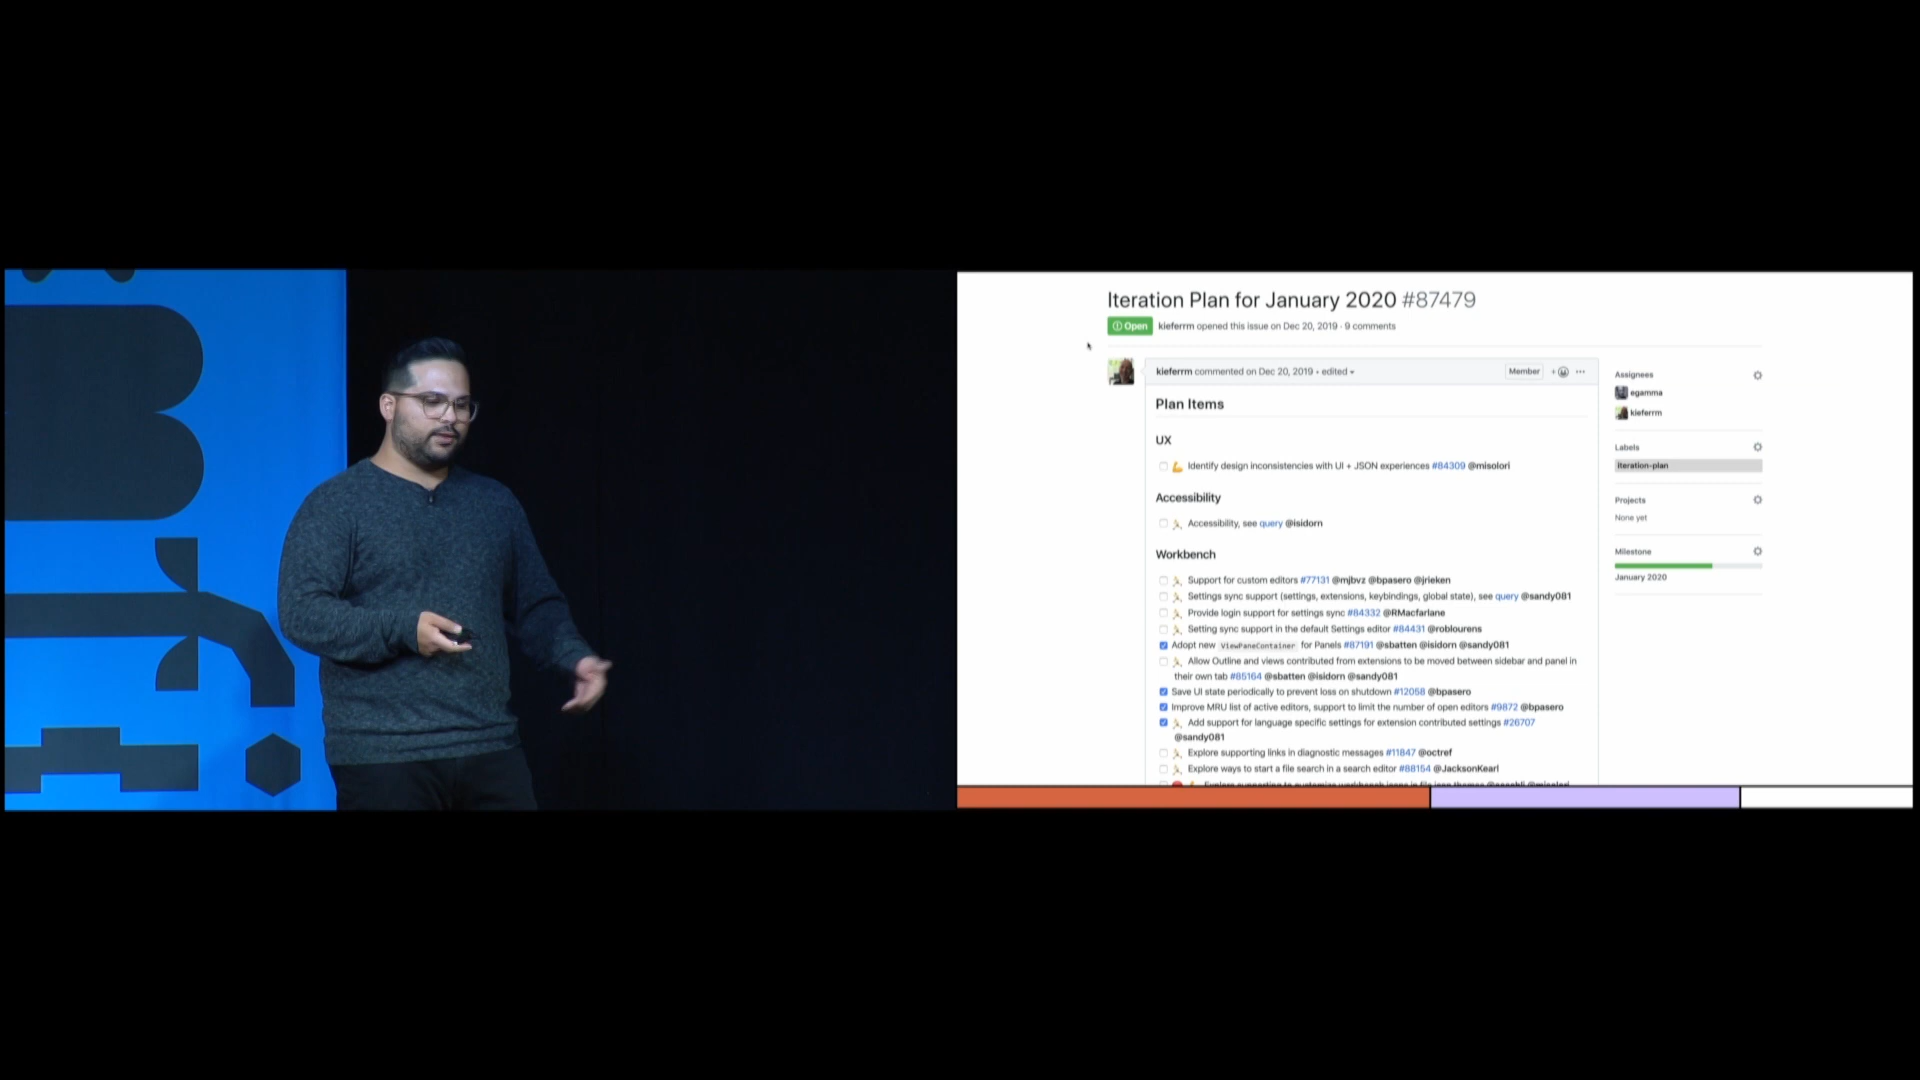 Iteration Plan for January 2020 #87479
Open kieferrm opened this issue on Dec 20, 2019 · 9 comments
kieferrm commented on Dec 20, 2019 • edited
Member
Plan Items
UX
Identify design inconsistencies with UI + JSON experiences #84309 @misolori
Accessibility
Accessibility, see query @isidorn
Workbench
Support for custom editors #77131 @mjbvz @bpasero @jrieken
Settings sync support (settings, extensions, keybindings, global state), see query @sandy081
Provide login support for settings sync #84332 @RMacfarlane
Setting sync support in the default Settings editor #84431 @roblourens
Adopt new ViewPaneContainer for Panels #87191 @sbatten @isidorn @sandy081
Allow Outline and views contributed from extensions to be moved between sidebar and panel in
their own tab #85164 @sbatten @isidorn @sandy081
Save UI state periodically to prevent loss on shutdown #12058 @bpasero
Improve MRU list of active editors, support to limit the number of open editors #9872 @bpasero
Add support for language specific settings for extension contributed settings #26707
@sandy081
Explore supporting links in diagnostic messages #11847 @octref
Explore ways to start a file search in a search editor #88154 @JacksonKearl
Assignees
egamma
kieferrm
Labels
iteration-plan
Projects
None yet
Milestone
January 2020